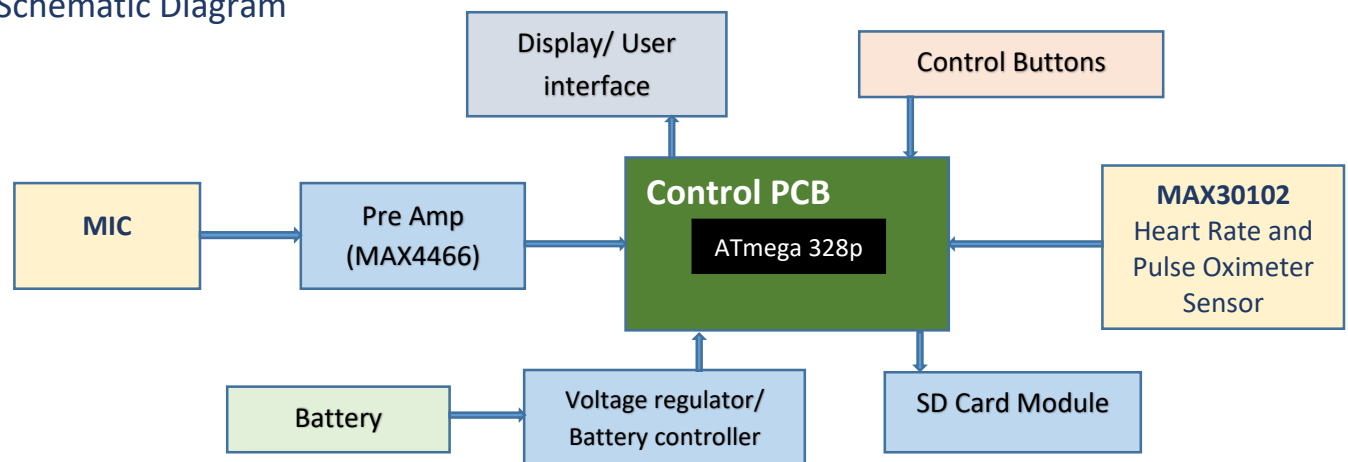 Schematic Diagram
Display/ User
interface
Control Buttons
MIC
Pre Amp
(MAX4466)
Control PCB
ATmega 328p
MAX30102
Heart Rate and
Pulse Oximeter
Sensor
Battery
Voltage regulator/
Battery controller
SD Card Module